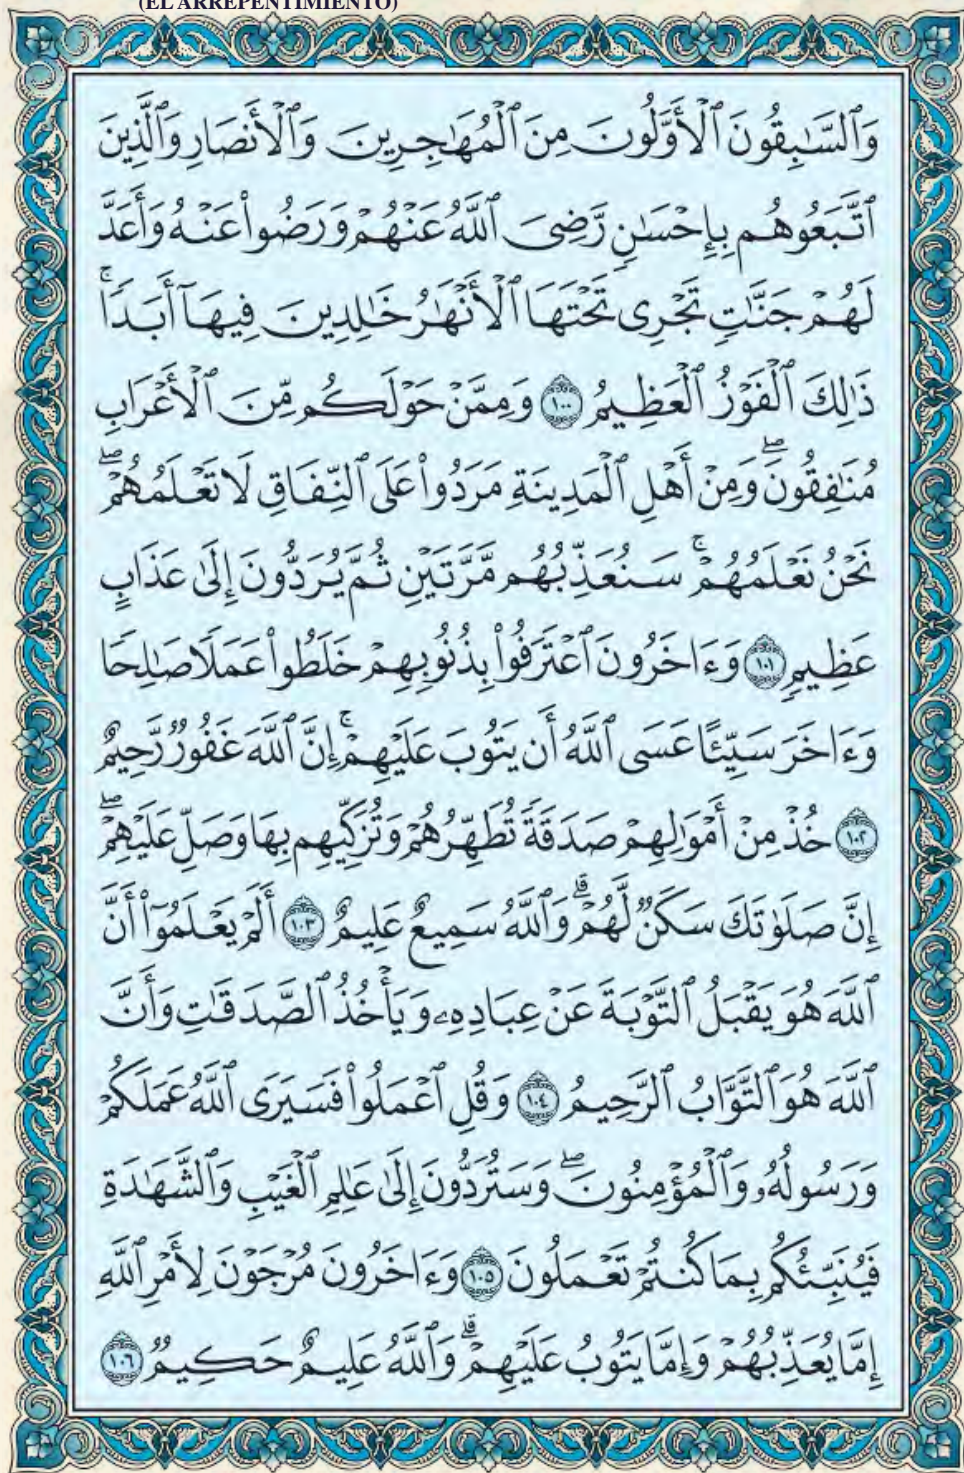 (EL ARREPENTIMIENTO)
وَٱلسَّٰبِقُونَ ٱلْأَوَّلُونَ مِنَ ٱلْمُهَٰجِرِينَ وَٱلْأَنصَارِ وَٱلَّذِينَ
ٱتَّبَعُوهُم بِإِحْسَٰنٍ رَّضِىَ ٱللَّهُ عَنْهُمْ وَرَضُوا۟ عَنْهُ وَأَعَدَّ
لَهُمْ جَنَّٰتٍ تَجْرِى تَحْتَهَا ٱلْأَنْهَٰرُ خَٰلِدِينَ فِيهَآ أَبَدًا ۚ
ذَٰلِكَ ٱلْفَوْزُ ٱلْعَظِيمُ ١٠٠ وَمِمَّنْ حَوْلَكُم مِّنَ ٱلْأَعْرَابِ
مُنَٰفِقُونَ ۖ وَمِنْ أَهْلِ ٱلْمَدِينَةِ مَرَدُوا۟ عَلَى ٱلنِّفَاقِ لَا تَعْلَمُهُمْ ۖ
نَحْنُ نَعْلَمُهُمْ ۚ سَنُعَذِّبُهُم مَّرَّتَيْنِ ثُمَّ يُرَدُّونَ إِلَىٰ عَذَابٍ
عَظِيمٍ ١٠١ وَءَاخَرُونَ ٱعْتَرَفُوا۟ بِذُنُوبِهِمْ خَلَطُوا۟ عَمَلًا صَٰلِحًا
وَءَاخَرَ سَيِّئًا عَسَى ٱللَّهُ أَن يَتُوبَ عَلَيْهِمْ ۚ إِنَّ ٱللَّهَ غَفُورٌ رَّحِيمٌ
١٠٢ خُذْ مِنْ أَمْوَٰلِهِمْ صَدَقَةً تُطَهِّرُهُمْ وَتُزَكِّيهِم بِهَا وَصَلِّ عَلَيْهِمْ ۖ
إِنَّ صَلَوٰتَكَ سَكَنٌ لَّهُمْ ۗ وَٱللَّهُ سَمِيعٌ عَلِيمٌ ١٠٣ أَلَمْ يَعْلَمُوٓا۟ أَنَّ
ٱللَّهَ هُوَ يَقْبَلُ ٱلتَّوْبَةَ عَنْ عِبَادِهِۦ وَيَأْخُذُ ٱلصَّدَقَٰتِ وَأَنَّ
ٱللَّهَ هُوَ ٱلتَّوَّابُ ٱلرَّحِيمُ ١٠٤ وَقُلِ ٱعْمَلُوا۟ فَسَيَرَى ٱللَّهُ عَمَلَكُمْ
وَرَسُولُهُۥ وَٱلْمُؤْمِنُونَ ۖ وَسَتُرَدُّونَ إِلَىٰ عَٰلِمِ ٱلْغَيْبِ وَٱلشَّهَٰدَةِ
فَيُنَبِّئُكُم بِمَا كُنتُمْ تَعْمَلُونَ ١٠٥ وَءَاخَرُونَ مُرْجَوْنَ لِأَمْرِ ٱللَّهِ
إِمَّا يُعَذِّبُهُمْ وَإِمَّا يَتُوبُ عَلَيْهِمْ ۗ وَٱللَّهُ عَلِيمٌ حَكِيمٌ ١٠٦